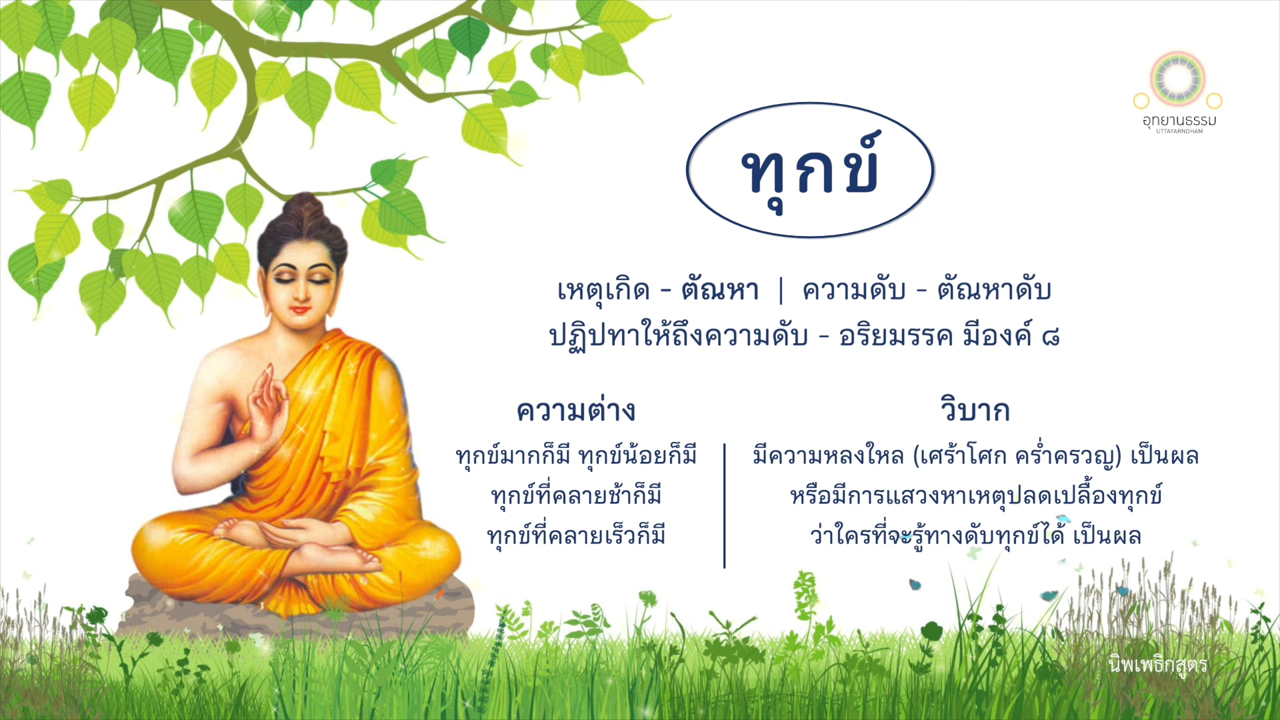 อุทยานธรรม
UTTAYARNDHAM
ทุกข์
เหตุเกิด - ตัณหา | ความดับ - ตัณหาดับ
ปฏิปทาให้ถึงความดับ - อริยมรรค มีองค์ ๘
ความต่าง
ทุกข์มากก็มี ทุกข์น้อยก็มี
ทุกข์ที่คลายช้าก็มี
ทุกข์ที่คลายเร็วก็มี
วิบาก
มีความหลงใหล (เศร้าโศก คร่ำครวญ) เป็นผล
หรือมีการแสวงหาเหตุปลดเปลื้องทุกข์
ว่าใครที่จะรู้ทางดับทุกข์ได้ เป็นผล
นิพเพธิกสูตร